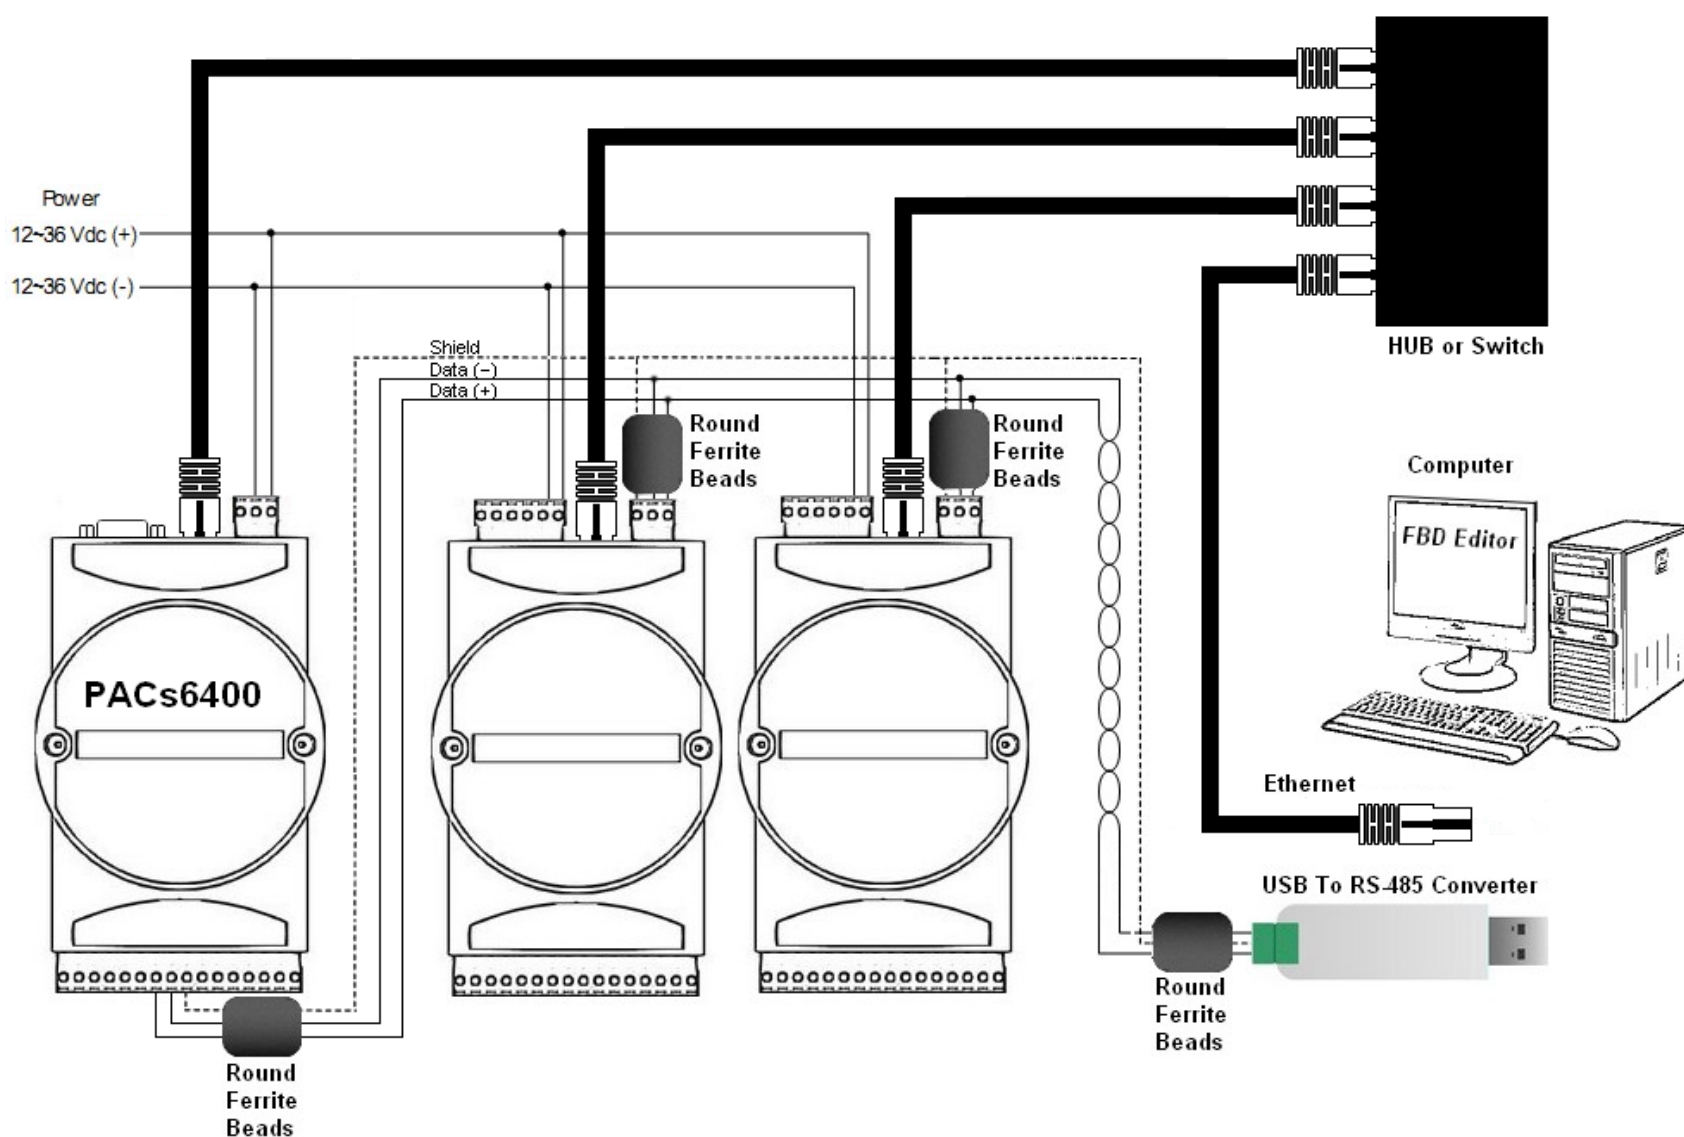 Power
12~36 Vdc (+)
12~36 Vdc (-)
HUB or Switch
Shield
Data (−)
Data (+)
Round
Ferrite
Beads
Round
Ferrite
Beads
Computer
FBD Editor
PACs6400
Ethernet
USB To RS-485 Converter
Round
Ferrite
Beads
Round
Ferrite
Beads